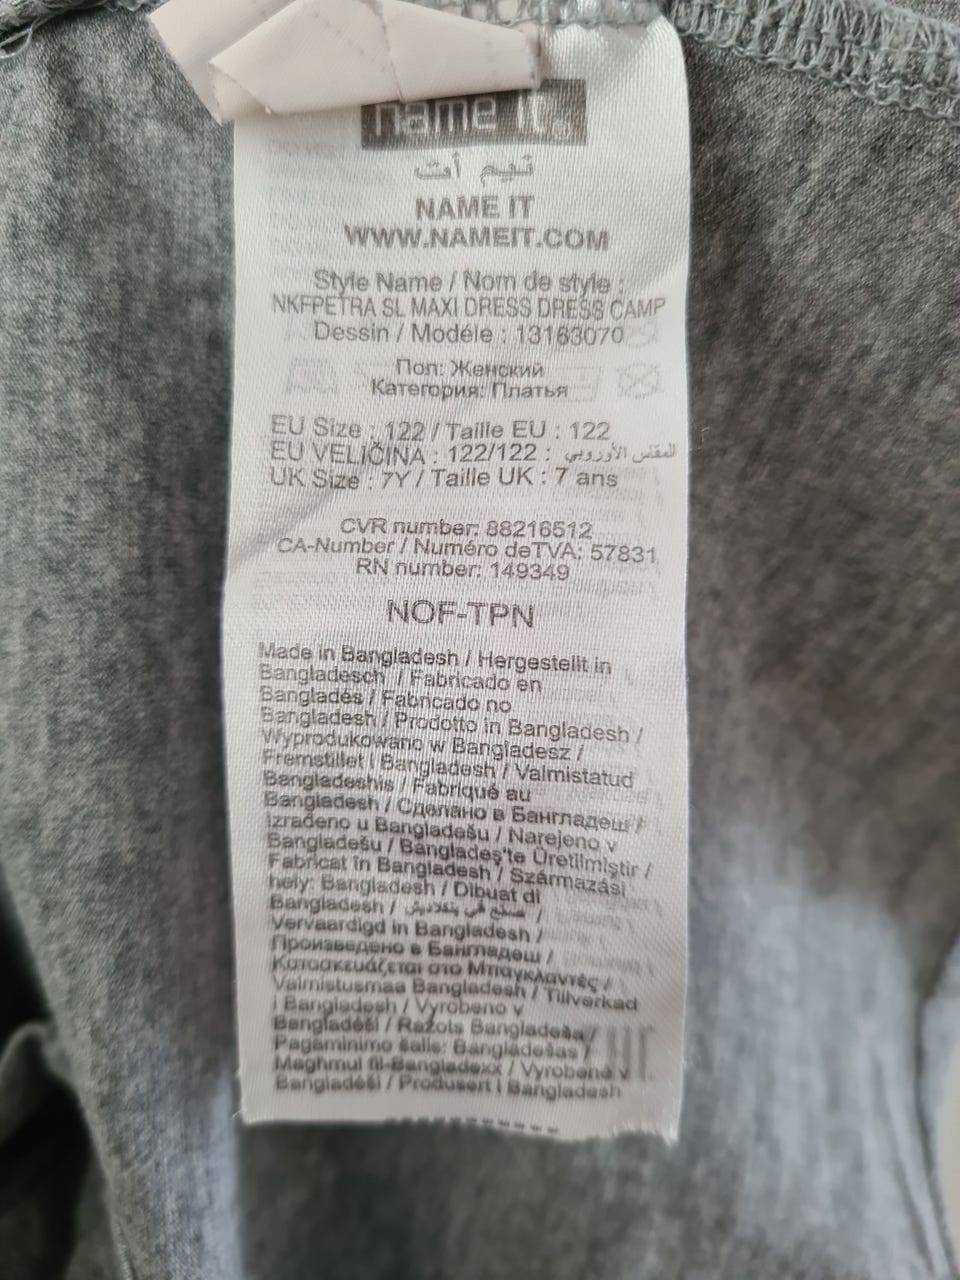 name it
نيم أت
NAME IT
WWW.NAMEIT.COM
Style Name / Nom de style :
NKFPETRA SL MAXI DRESS DRESS CAMP
Dessin / Modéle : 13163070
Пол: Женский
Категория: Платья
EU Size : 122 / Taille EU : 122
EU VELIČINA : 122/122 : المقاس الأوروبي
UK Size : 7Y / Taille UK : 7 ans
CVR number: 88216512
CA-Number / Numéro deTVA: 57831
RN number: 149349
NOF-TPN
Made in Bangladesh / Hergestellt in
Bangladesch / Fabricado en
Bangladés / Fabricado no
Bangladesh / Prodotto in Bangladesh /
Wyprodukowano w Bangladesz /
Fremstillet i Bangladesh / Valmistatud
Bangladeshis / Fabriqué au
Bangladesh / Сделано в Бангладеш /
Izrađeno u Bangladešu / Narejeno v
Bangladešu / Bangladeş'te Üretilmiştir /
Fabricat în Bangladesh / Származási
hely: Bangladesh / Dibuat di
Bangladesh / صنع في بنغلاديش /
Vervaardigd in Bangladesh /
Произведено в Бангладеш /
Κατασκευάζεται στο Μπαγκλαντές /
Valmistusmaa Bangladesh / Tillverkad
i Bangladesh / Vyrobeno v
Bangladéši / Ražots Bangladeša /
Pagaminimo šalis: Bangladešas /
Magħmul fil-Bangladexx / Vyrobené v
Bangladéši / Produsert i Bangladesh